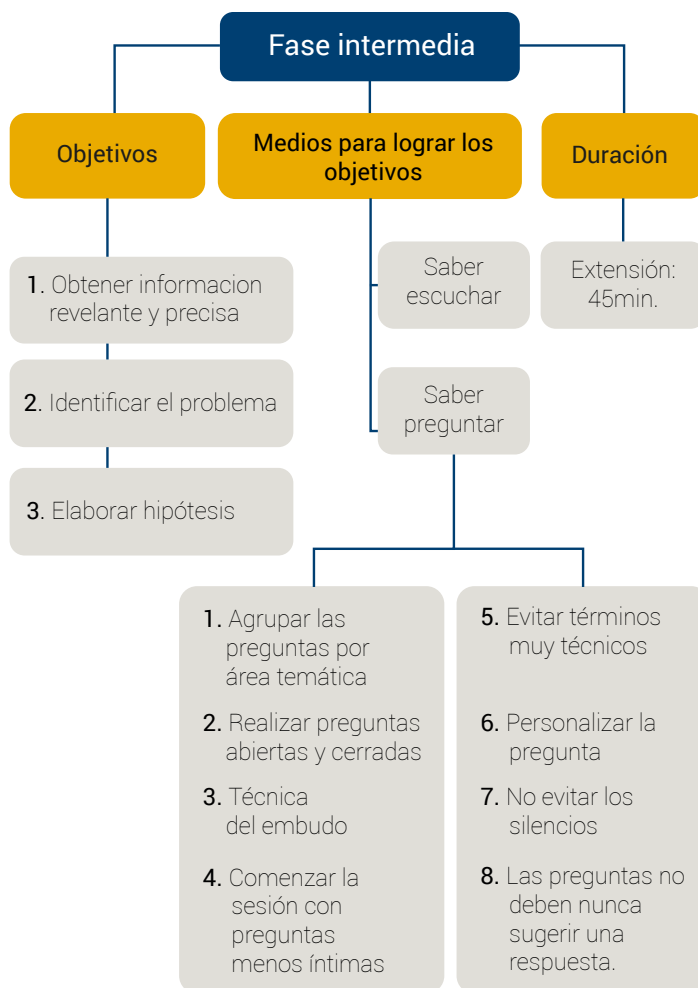 Fase intermedia
Objetivos
Medios para lograr los
objetivos
Duración
1. Obtener informacion
revelante y precisa
2. Identificar el problema
3. Elaborar hipótesis
Saber
escuchar
Saber
preguntar
Extensión:
45min.
1. Agrupar las
preguntas por
área temática
2. Realizar preguntas
abiertas y cerradas
3. Técnica
del embudo
4. Comenzar la
sesión con
preguntas
menos íntimas
5. Evitar términos
muy técnicos
6. Personalizar la
pregunta
7. No evitar los
silencios
8. Las preguntas no
deben nunca
sugerir una
respuesta.